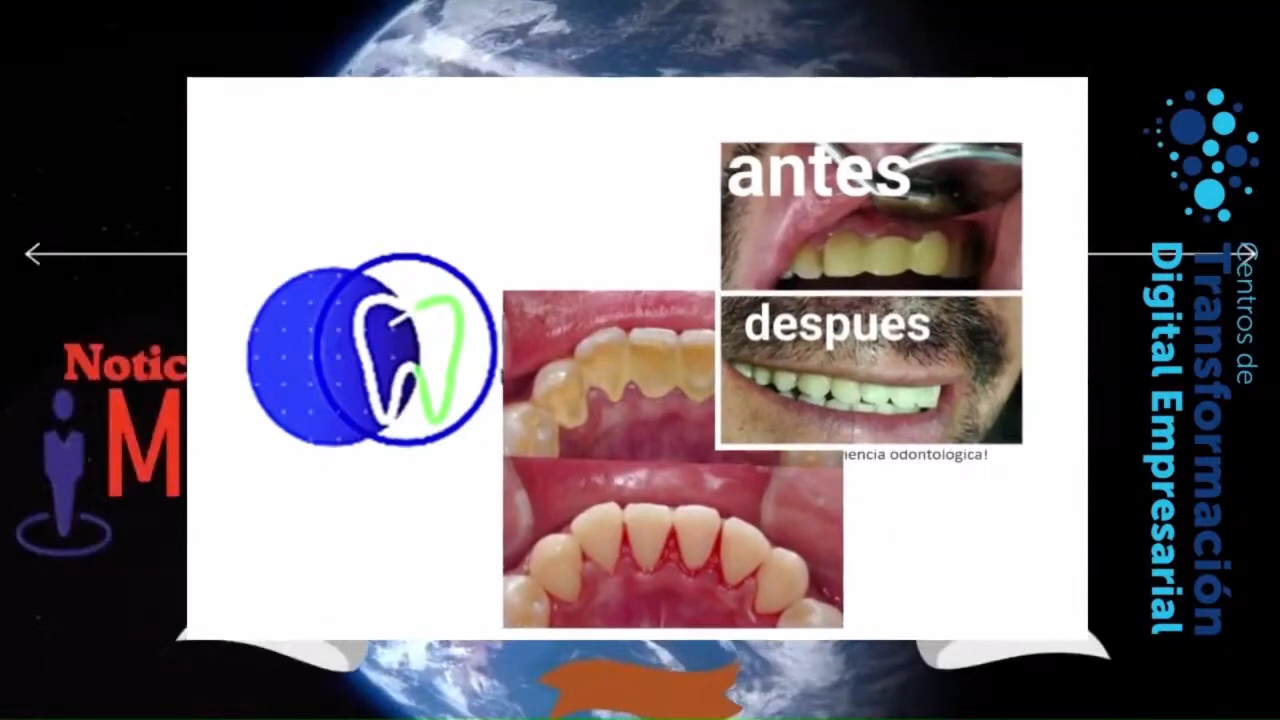 antes
despues
iencia odontologica!
Notic
M
Centros de
Transformación
Digital Empresarial